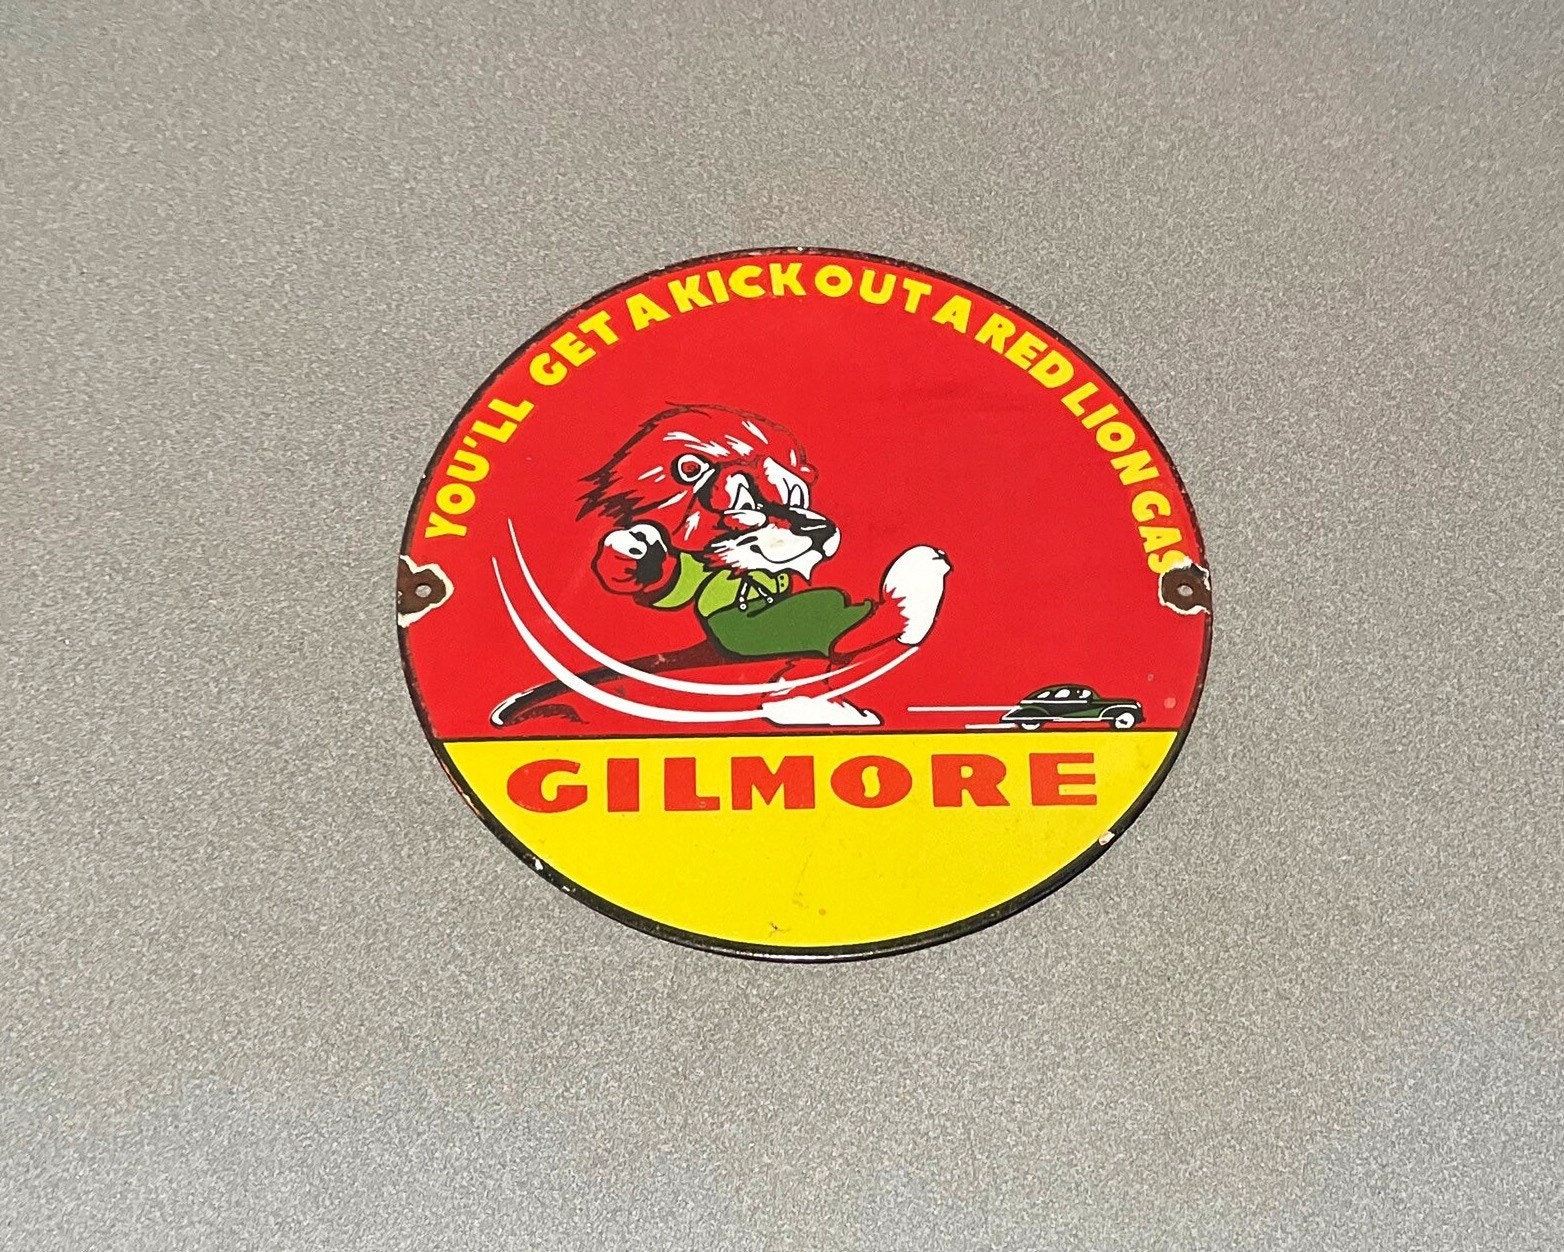 YOU'LL GET A KICK OUT A RED LION GAS
GILMORE